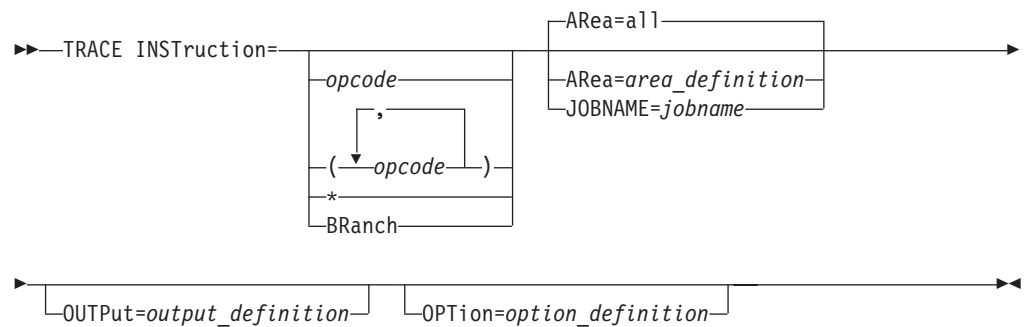 ARea=all
TRACE INSTruction=
opcode
ARea=area_definition
JOBNAME=jobname
,
( opcode )
*
BRanch
OUTPut=output_definition OPTion=option_definition